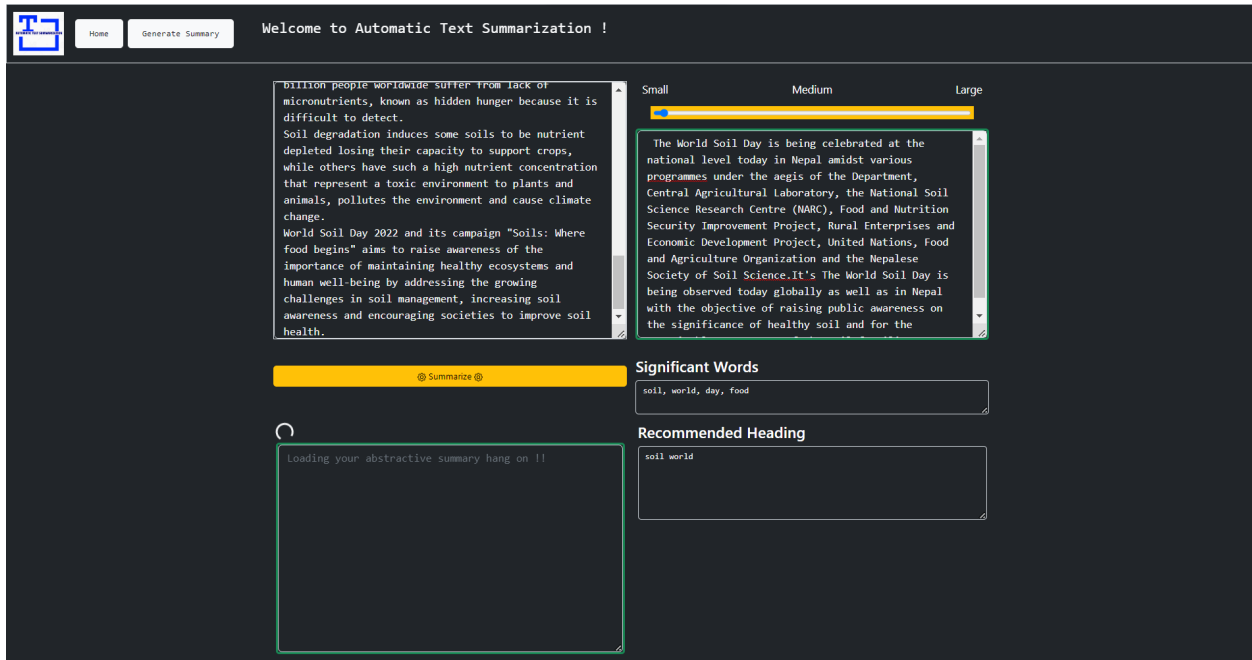 AUTOMATIC TEXT SUMMARIZATION
Home
Generate Summary
Welcome to Automatic Text Summarization !
billion people worldwide suffer from lack of
micronutrients, known as hidden hunger because it is
difficult to detect.
Soil degradation induces some soils to be nutrient
depleted losing their capacity to support crops,
while others have such a high nutrient concentration
that represent a toxic environment to plants and
animals, pollutes the environment and cause climate
change.
World Soil Day 2022 and its campaign "Soils: Where
food begins" aims to raise awareness of the
importance of maintaining healthy ecosystems and
human well-being by addressing the growing
challenges in soil management, increasing soil
awareness and encouraging societies to improve soil
health.
Summarize
Loading your abstractive summary hang on !!
Small Medium Large
The World Soil Day is being celebrated at the
national level today in Nepal amidst various
programmes under the aegis of the Department,
Central Agricultural Laboratory, the National Soil
Science Research Centre (NARC), Food and Nutrition
Security Improvement Project, Rural Enterprises and
Economic Development Project, United Nations, Food
and Agriculture Organization and the Nepalese
Society of Soil Science.It's The World Soil Day is
being observed today globally as well as in Nepal
with the objective of raising public awareness on
the significance of healthy soil and for the
Significant Words
soil, world, day, food
Recommended Heading
soil world